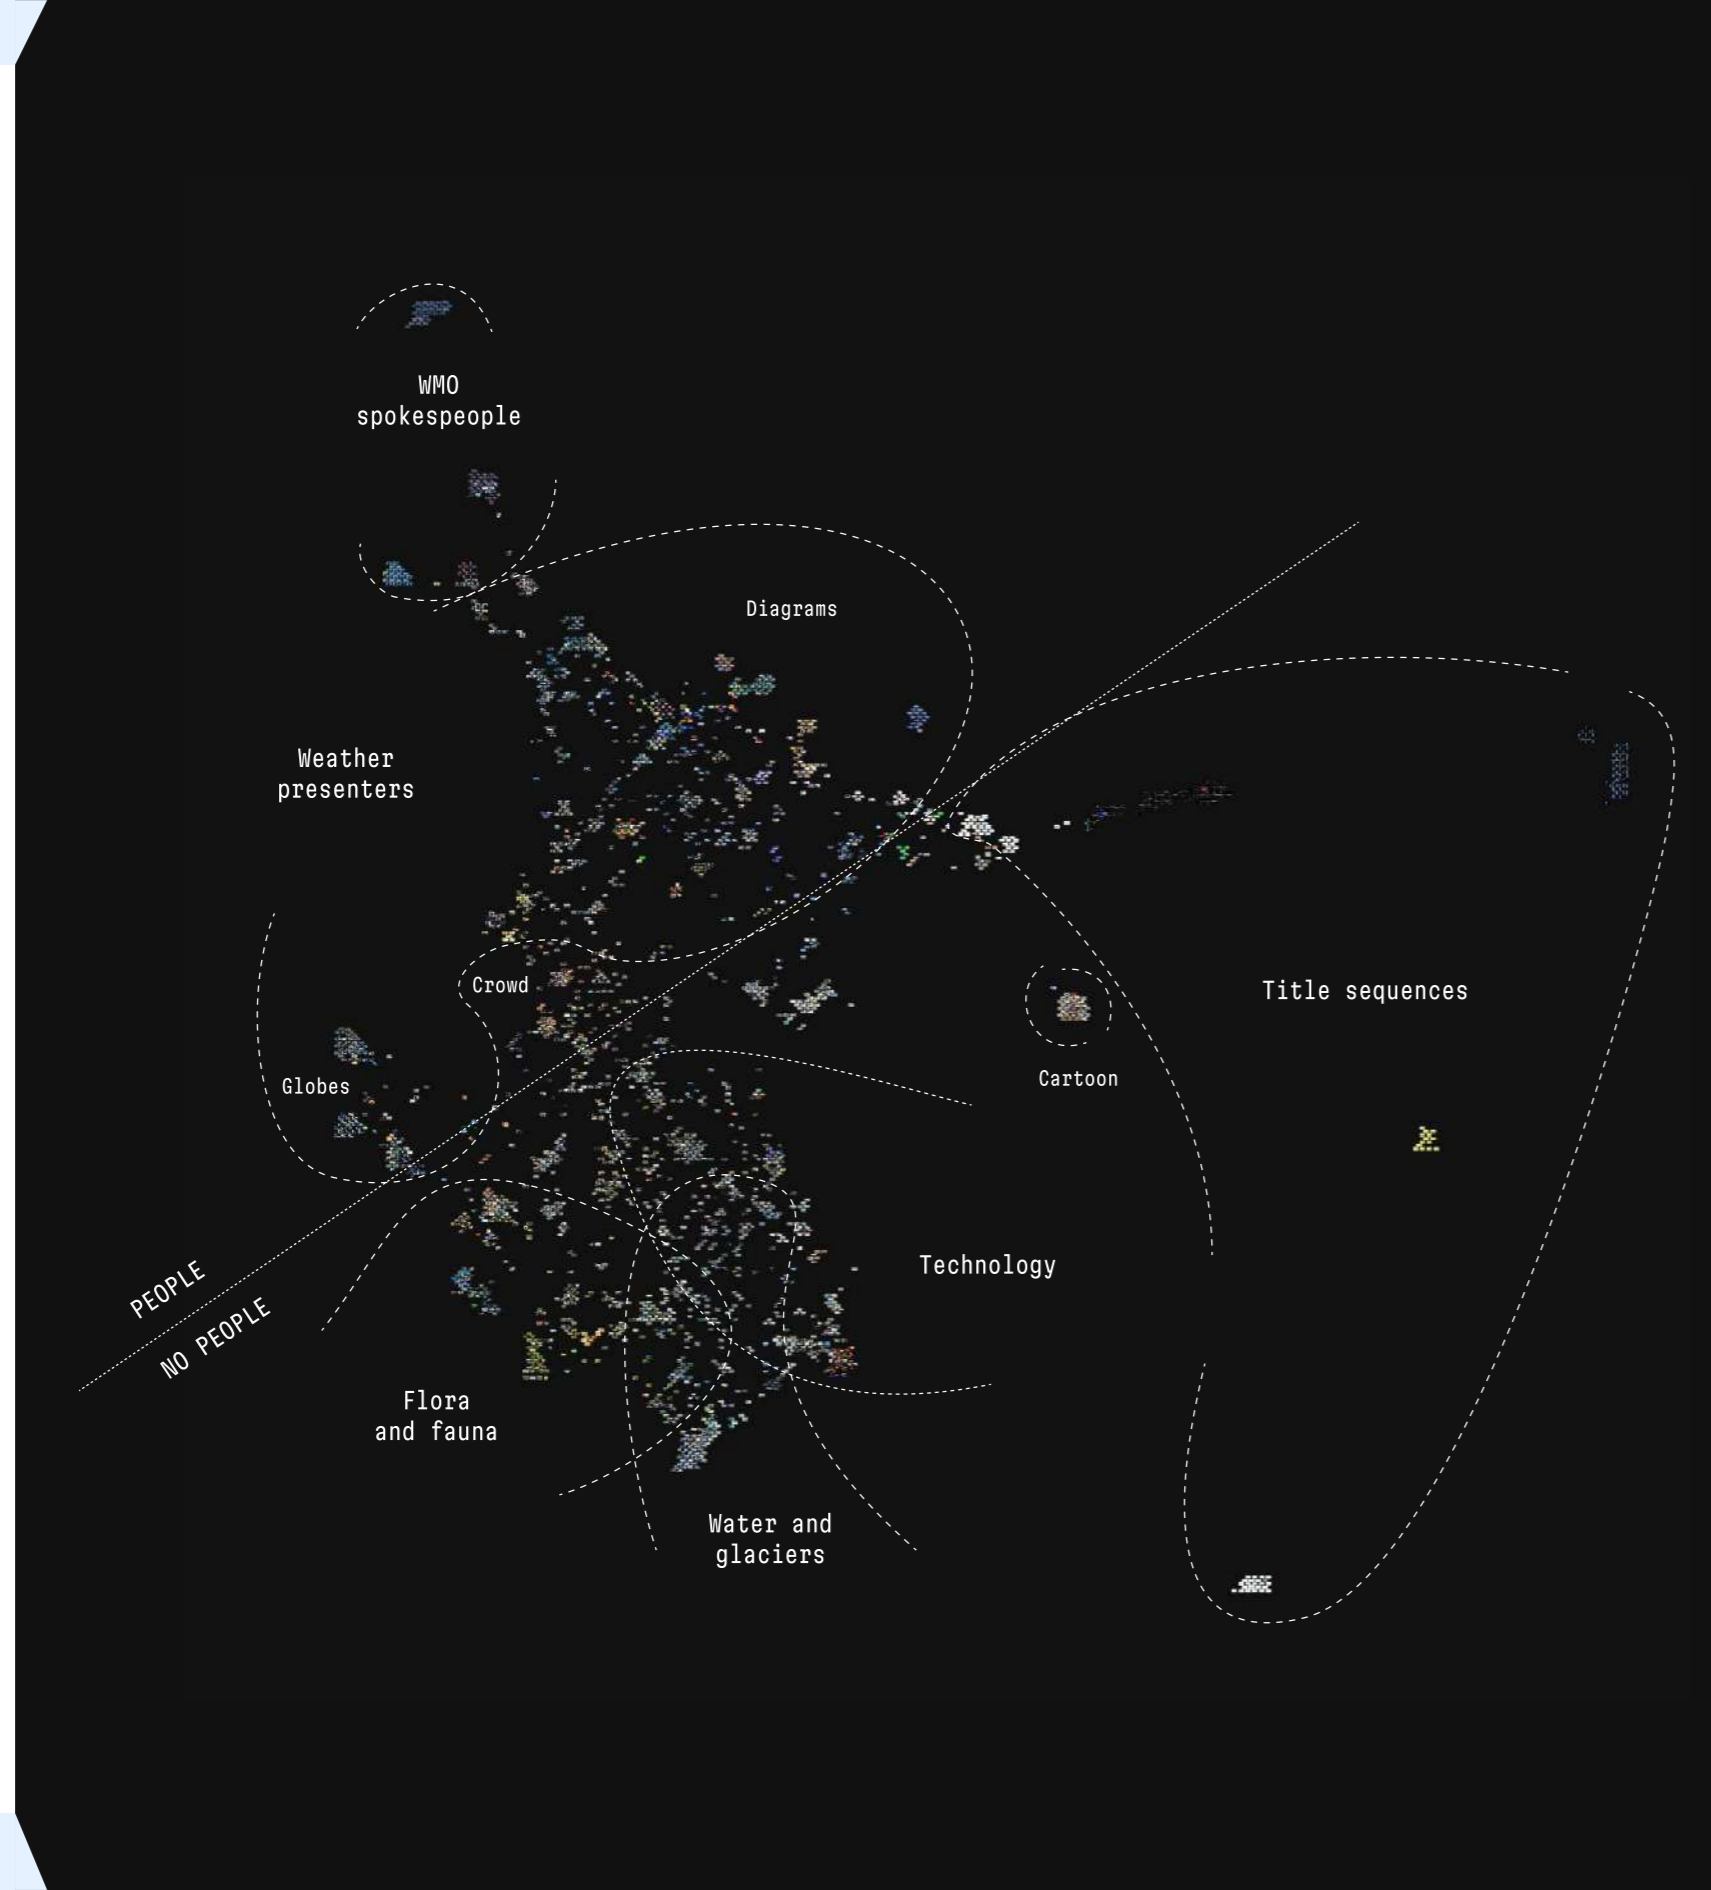 WMO
spokespeople
Diagrams
Weather
presenters
Crowd
Title sequences
Globes
Cartoon
Technology
PEOPLE
NO PEOPLE
Flora
and fauna
Water and
glaciers